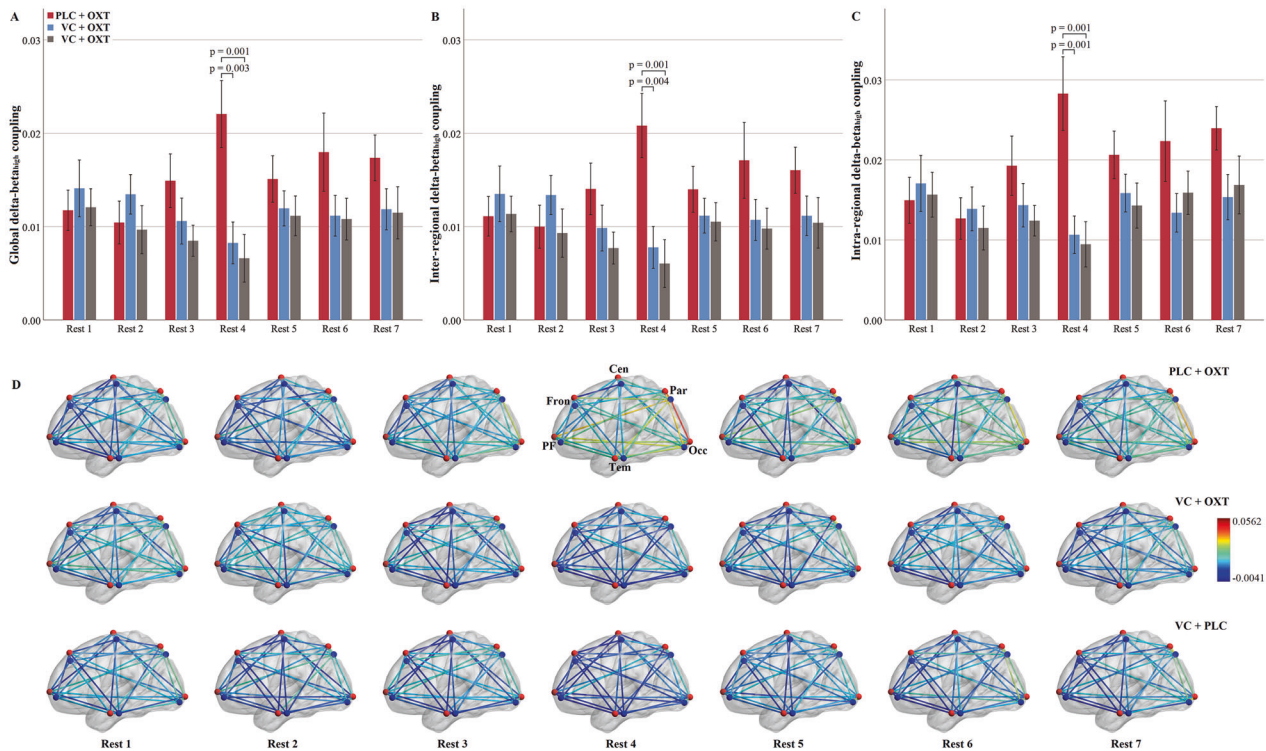 A
PLC + OXT
VC + OXT
VC + OXT
Global delta-betahigh coupling
0.03
0.02
0.01
0.00
p = 0.001
p = 0.003
Rest 1 Rest 2 Rest 3 Rest 4 Rest 5 Rest 6 Rest 7
B
Inter-regional delta-betahigh coupling
0.03
0.02
0.01
0.00
p = 0.001
p = 0.004
Rest 1 Rest 2 Rest 3 Rest 4 Rest 5 Rest 6 Rest 7
C
Intra-regional delta-betahigh coupling
0.03
0.02
0.01
0.00
p = 0.001
p = 0.001
Rest 1 Rest 2 Rest 3 Rest 4 Rest 5 Rest 6 Rest 7
D
Cen
Par
Fron
PF
Occ
Tem
PLC + OXT
VC + OXT
0.0562
-0.0041
VC + PLC
Rest 1 Rest 2 Rest 3 Rest 4 Rest 5 Rest 6 Rest 7